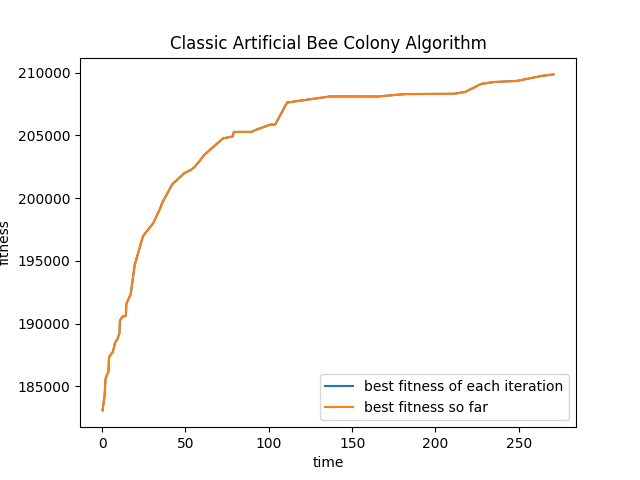 Classic Artificial Bee Colony Algorithm
210000
205000
200000
195000
190000
185000
fitness
0 50 100 150 200 250
time
best fitness of each iteration
best fitness so far